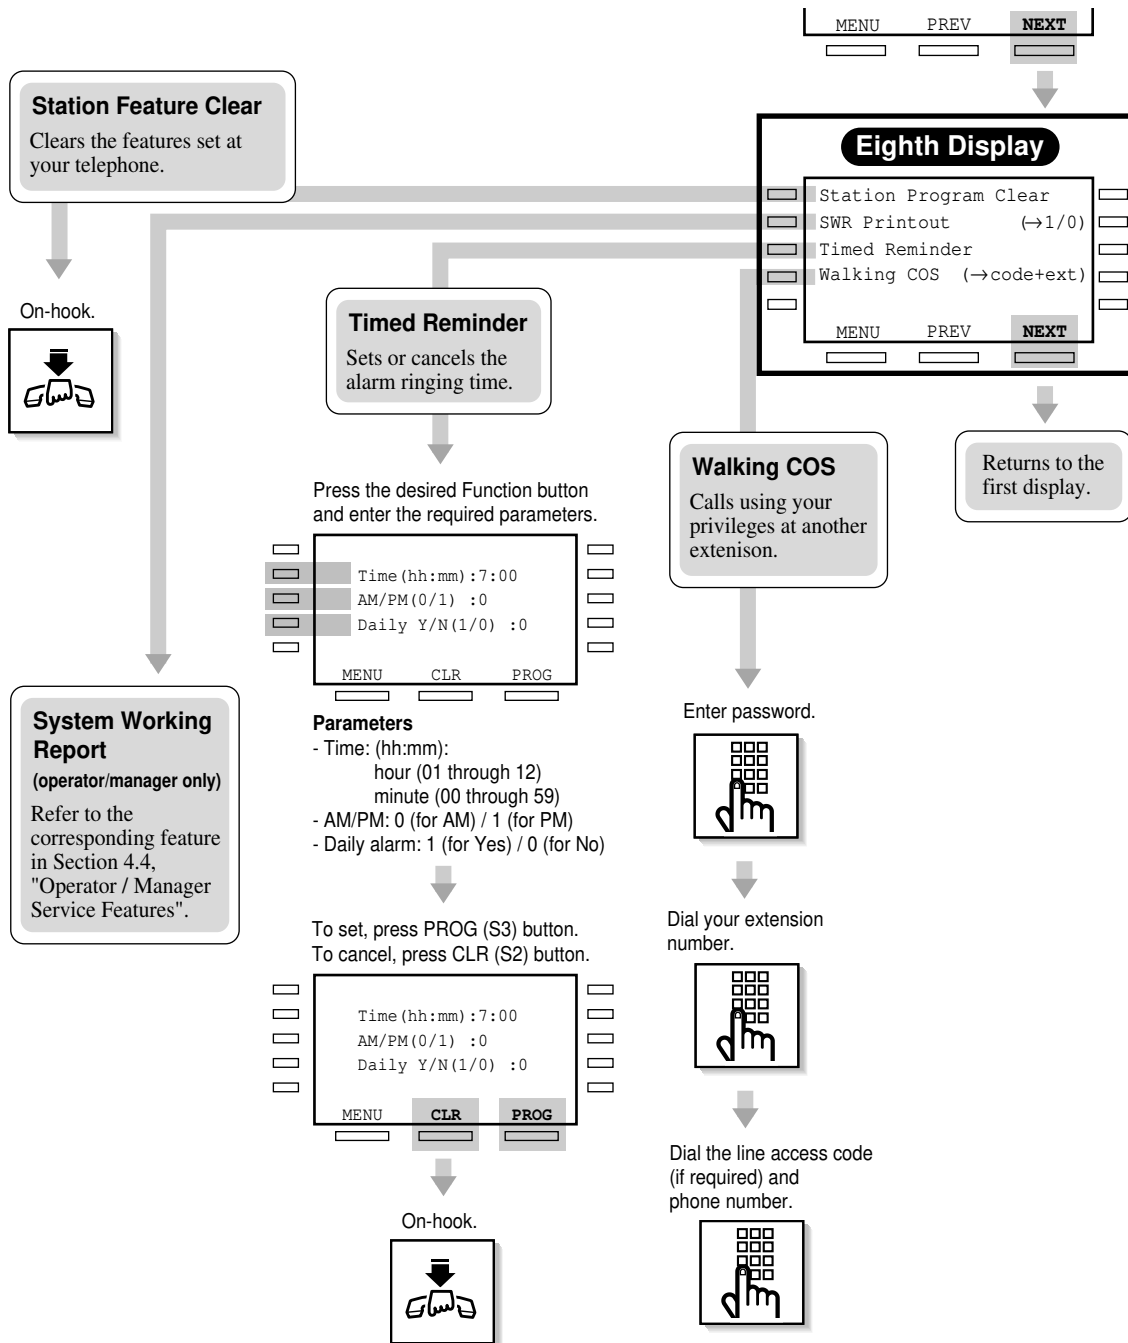 MENU PREV NEXT
Station Feature Clear
Clears the features set at
your telephone.
Eighth Display
Station Program Clear
SWR Printout (→1/0)
Timed Reminder
Walking COS (→code+ext)
MENU PREV NEXT
On-hook.
Timed Reminder
Sets or cancels the
alarm ringing time.
Walking COS
Calls using your
privileges at another
extenison.
Returns to the
first display.
Press the desired Function button
and enter the required parameters.
Time(hh:mm):7:00
AM/PM(0/1) :0
Daily Y/N(1/0) :0
MENU CLR PROG
System Working
Report
(operator/manager only)
Refer to the
corresponding feature
in Section 4.4,
"Operator / Manager
Service Features".
Parameters
- Time: (hh:mm):
hour (01 through 12)
minute (00 through 59)
- AM/PM: 0 (for AM) / 1 (for PM)
- Daily alarm: 1 (for Yes) / 0 (for No)
Enter password.
To set, press PROG (S3) button.
To cancel, press CLR (S2) button.
Dial your extension
number.
Time(hh:mm):7:00
AM/PM(0/1) :0
Daily Y/N(1/0) :0
MENU CLR PROG
Dial the line access code
(if required) and
phone number.
On-hook.